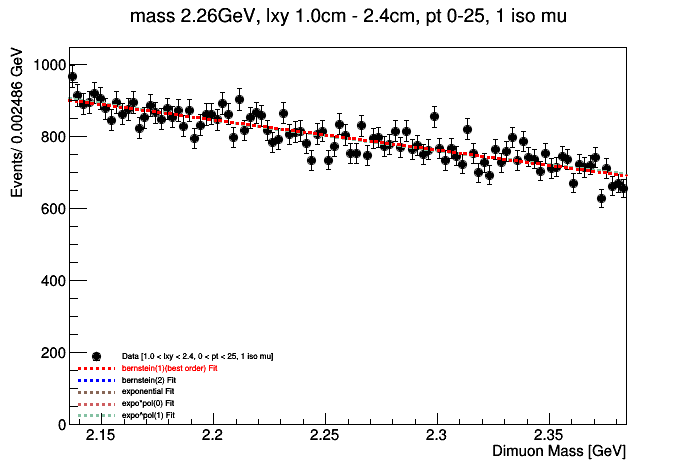 mass 2.26GeV, lxy 1.0cm - 2.4cm, pt 0-25, 1 iso mu
Events/ 0.002486 GeV
1000
800
600
400
200
0
Data [1.0 < lxy < 2.4, 0 < pt < 25, 1 iso mu]
bernstein(1)(best order) Fit
bernstein(2) Fit
exponential Fit
expo*pol(0) Fit
expo*pol(1) Fit
2.15 2.2 2.25 2.3 2.35
Dimuon Mass [GeV]